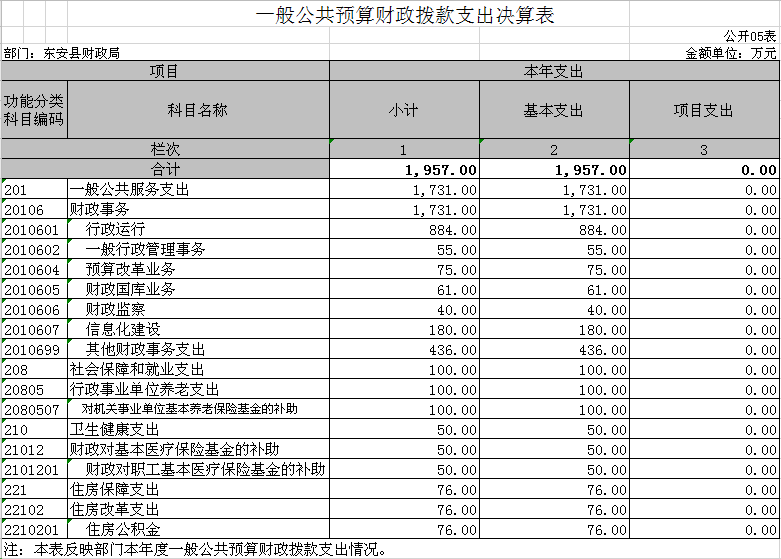 一般公共预算财政拨款支出决算表
公开05表
部门：东安县财政局 金额单位：万元
项目 本年支出
功能分类科目编码 科目名称 小计 基本支出 项目支出
栏次 1 2 3
合计 1,957.00 1,957.00 0.00
201 一般公共服务支出 1,731.00 1,731.00 0.00
20106 财政事务 1,731.00 1,731.00 0.00
2010601 行政运行 884.00 884.00 0.00
2010602 一般行政管理事务 55.00 55.00 0.00
2010604 预算改革业务 75.00 75.00 0.00
2010605 财政国库业务 61.00 61.00 0.00
2010606 财政监察 40.00 40.00 0.00
2010607 信息化建设 180.00 180.00 0.00
2010699 其他财政事务支出 436.00 436.00 0.00
208 社会保障和就业支出 100.00 100.00 0.00
20805 行政事业单位养老支出 100.00 100.00 0.00
2080507 对机关事业单位基本养老保险基金的补助 100.00 100.00 0.00
210 卫生健康支出 50.00 50.00 0.00
21012 财政对基本医疗保险基金的补助 50.00 50.00 0.00
2101201 财政对职工基本医疗保险基金的补助 50.00 50.00 0.00
221 住房保障支出 76.00 76.00 0.00
22102 住房改革支出 76.00 76.00 0.00
2210201 住房公积金 76.00 76.00 0.00
注：本表反映部门本年度一般公共预算财政拨款支出情况。